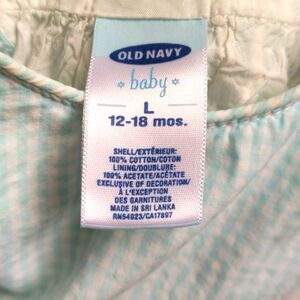 OLD NAVY
baby
L
12-18 mos.
SHELL/EXTÉRIEUR:
100% COTTON/COTON
LINING/DOUBLURE:
100% ACETATE/ACÉTATE
EXCLUSIVE OF DECORATION/
À L'EXCEPTION
DES GARNITURES
MADE IN SRI LANKA
RN54023/CA17897